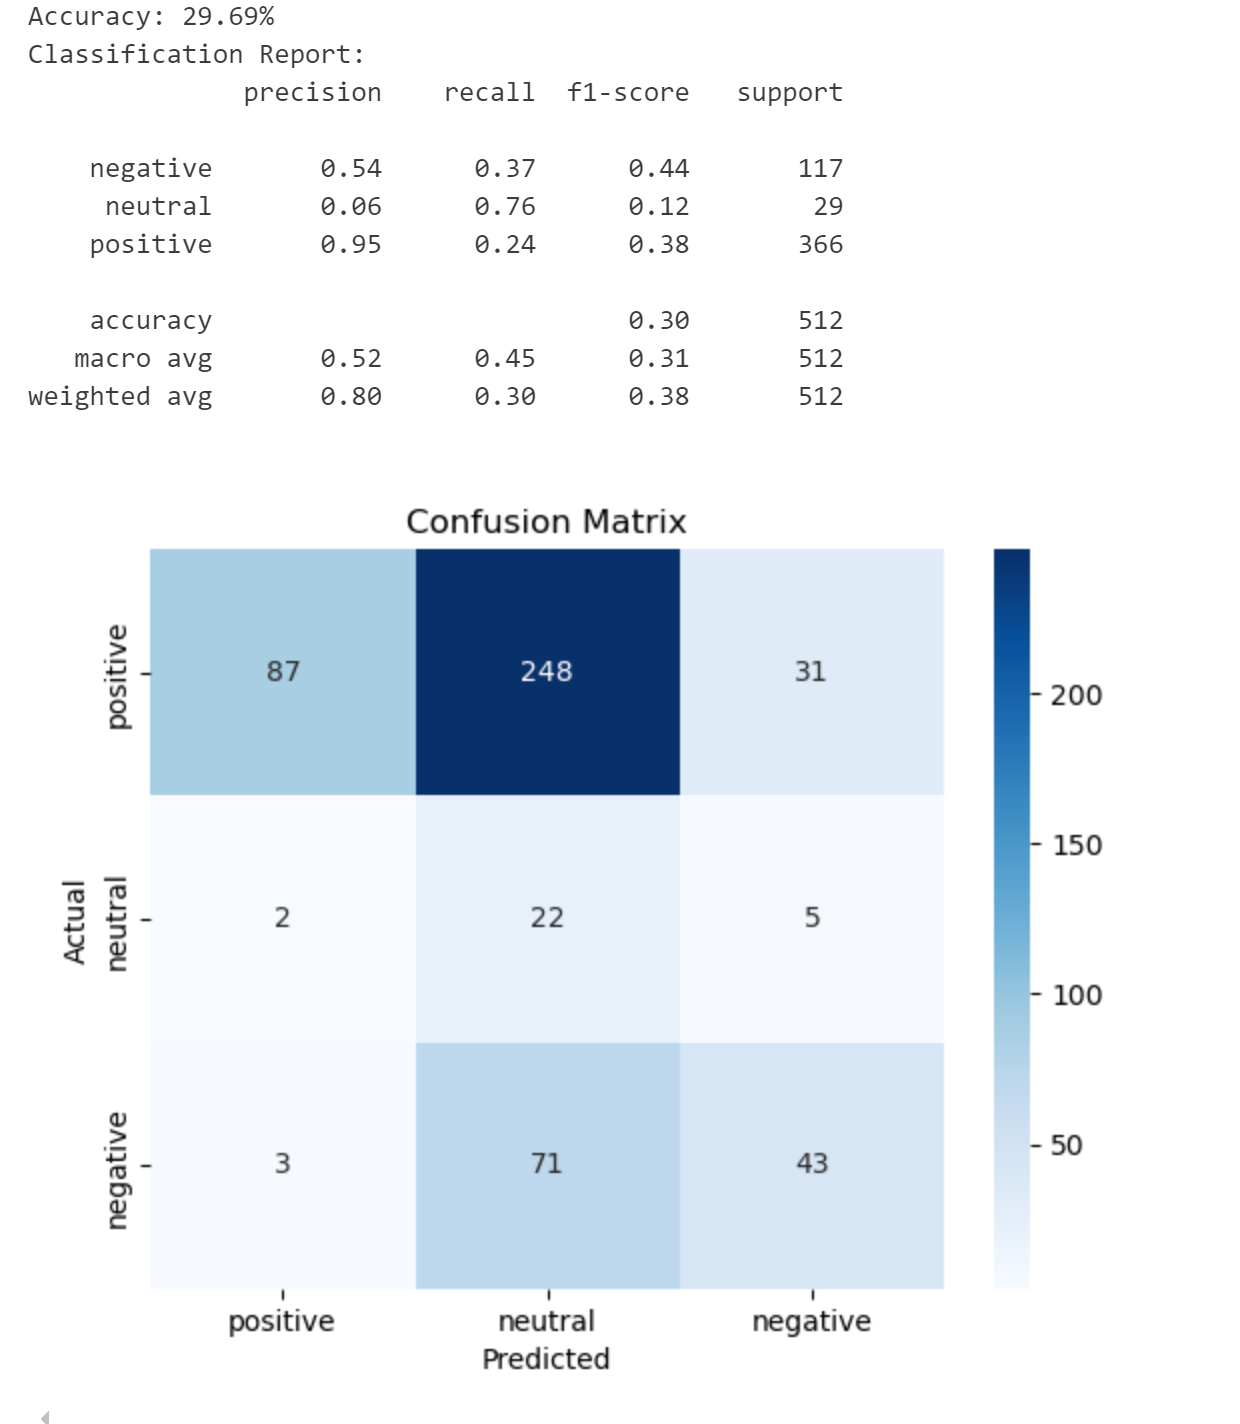 Accuracy: 29.69%
Classification Report:
precision recall f1-score support
negative 0.54 0.37 0.44 117
neutral 0.06 0.76 0.12 29
positive 0.95 0.24 0.38 366
accuracy 0.30 512
macro avg 0.52 0.45 0.31 512
weighted avg 0.80 0.30 0.38 512
Confusion Matrix
positive 87 248 31
200
150
Actual
neutral 2 22 5
100
negative 3 71 43
50
positive neutral negative
Predicted